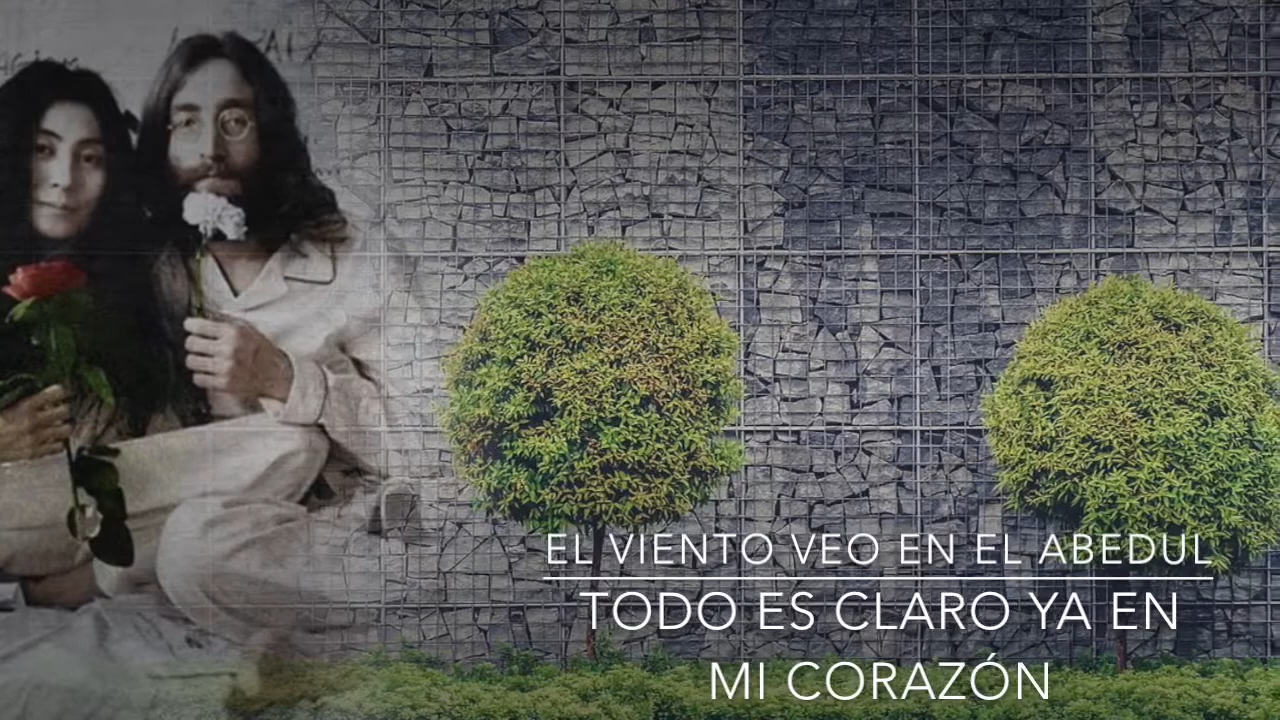 EL VIENTO VEO EN EL ABEDUL
TODO ES CLARO YA EN
MI CORAZÓN